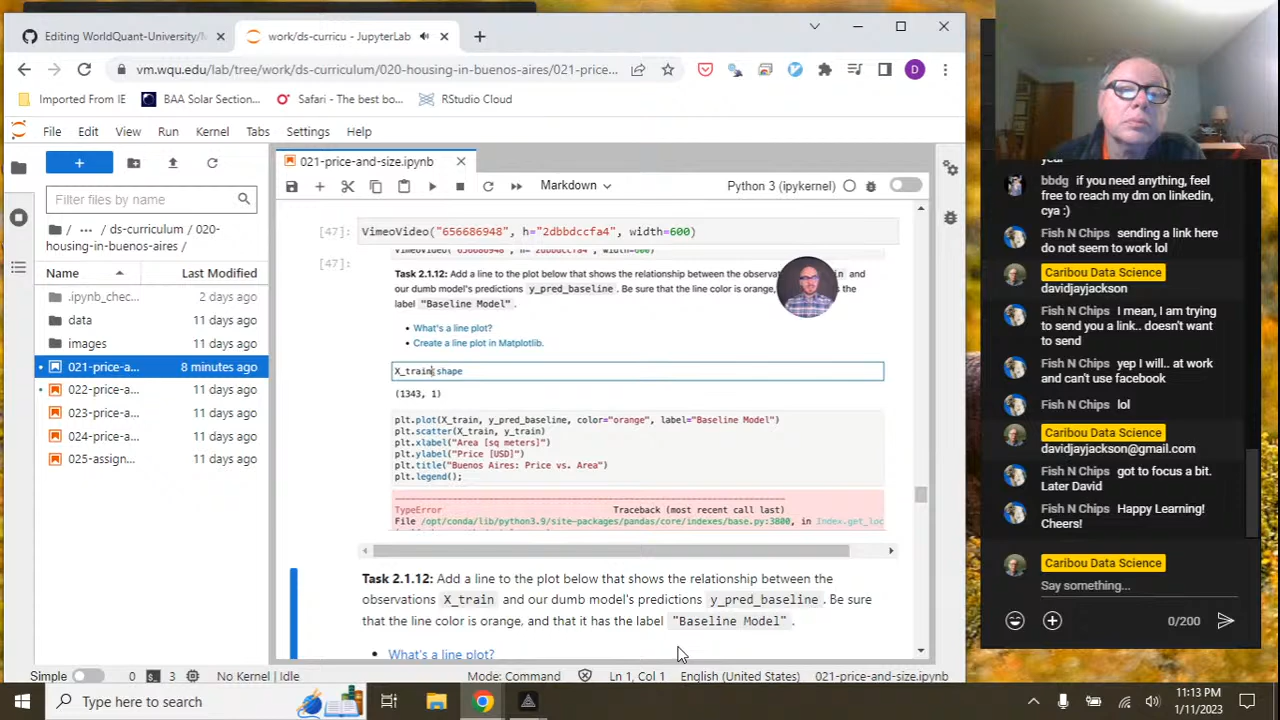 Editing WorldQuant-University/M
work/ds-curricu - JupyterLab
vm.wqu.edu/lab/tree/work/ds-curriculum/020-housing-in-buenos-aires/021-price...
D
Imported From IE
BAA Solar Section...
Safari - The best bo...
RStudio Cloud
File Edit View Run Kernel Tabs Settings Help
021-price-and-size.ipynb
Markdown
Python 3 (ipykernel)
Filter files by name
/ ... / ds-curriculum / 020-
housing-in-buenos-aires /
Name Last Modified
.ipynb_chec... 2 days ago
data 11 days ago
images 11 days ago
021-price-a... 8 minutes ago
022-price-a... 11 days ago
023-price-a... 11 days ago
024-price-a... 11 days ago
025-assign... 11 days ago
[47]: VimeoVideo("656686948", h="2dbbdccfa4", width=600)
[47]:
VimeoVideo("656686948", h="2dbbdccfa4", width=600)
Task 2.1.12: Add a line to the plot below that shows the relationship between the observat in and
our dumb model's predictions y_pred_baseline. Be sure that the line color is orange, s the
label "Baseline Model".
What's a line plot?
Create a line plot in Matplotlib.
X_train.shape
(1343, 1)
plt.plot(X_train, y_pred_baseline, color="orange", label="Baseline Model")
plt.scatter(X_train, y_train)
plt.xlabel("Area [sq meters]")
plt.ylabel("Price [USD]")
plt.title("Buenos Aires: Price vs. Area")
plt.legend();
TypeError Traceback (most recent call last)
File /opt/conda/lib/python3.9/site-packages/pandas/core/indexes/base.py:3800, in Index.get_loc
Task 2.1.12: Add a line to the plot below that shows the relationship between the
observations X_train and our dumb model's predictions y_pred_baseline. Be sure
that the line color is orange, and that it has the label "Baseline Model".
What's a line plot?
Simple 0 3 No Kernel | Idle Mode: Command Ln 1, Col 1 English (United States) 021-price-and-size.ipynb
Type here to search
11:13 PM
1/11/2023
year
bbdg if you need anything, feel
free to reach my dm on linkedin,
cya :)
Fish N Chips sending a link here
do not seem to work lol
Caribou Data Science
davidjayjackson
Fish N Chips I mean, I am trying
to send you a link.. doesn't want
to send
Fish N Chips yep I will.. at work
and can't use facebook
Fish N Chips lol
Caribou Data Science
davidjayjackson@gmail.com
Fish N Chips got to focus a bit.
Later David
Fish N Chips Happy Learning!
Cheers!
Caribou Data Science
Say something...
0/200